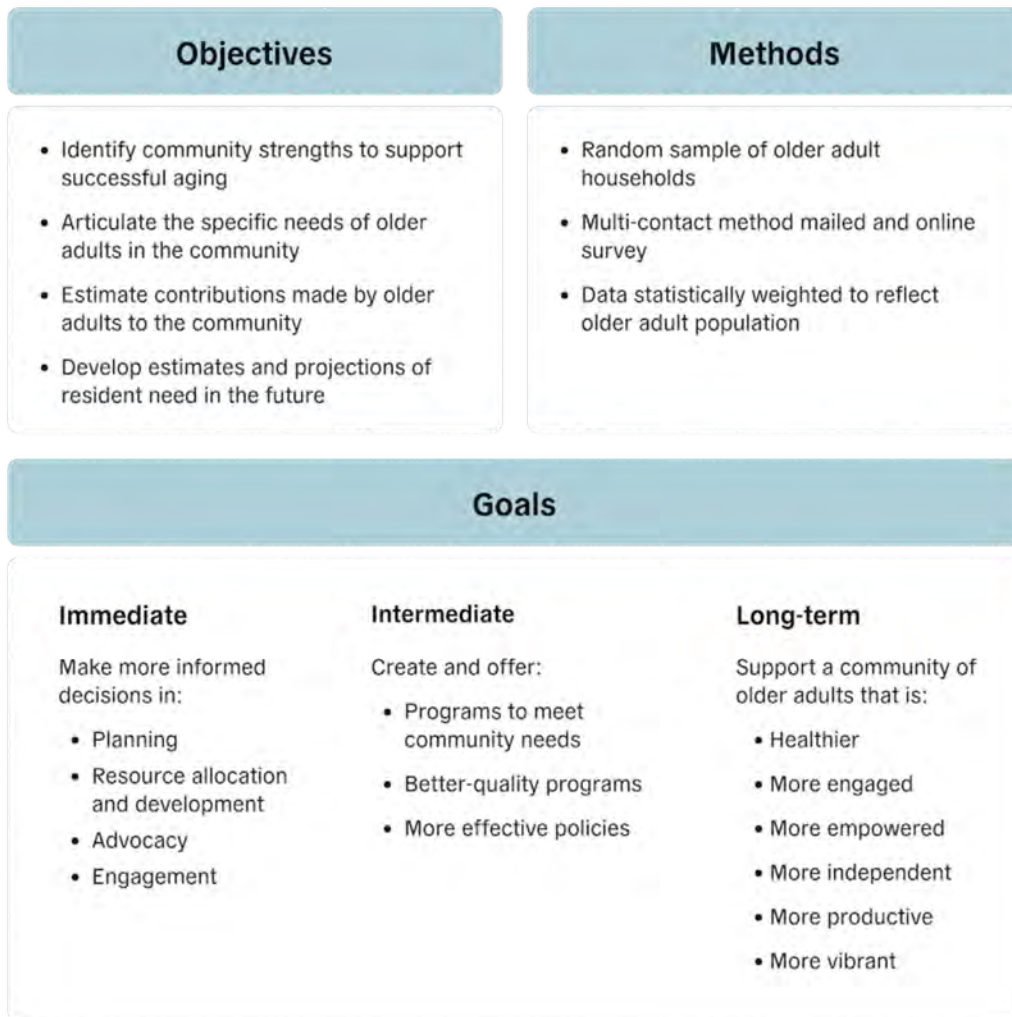 Objectives
• Identify community strengths to support
successful aging
• Articulate the specific needs of older
adults in the community
• Estimate contributions made by older
adults to the community
• Develop estimates and projections of
resident need in the future
Methods
• Random sample of older adult
households
• Multi-contact method mailed and online
survey
• Data statistically weighted to reflect
older adult population
Goals
Immediate
Make more informed
decisions in:
• Planning
• Resource allocation
and development
• Advocacy
• Engagement
Intermediate
Create and offer:
• Programs to meet
community needs
• Better-quality programs
• More effective policies
Long-term
Support a community of
older adults that is:
• Healthier
• More engaged
• More empowered
• More independent
• More productive
• More vibrant